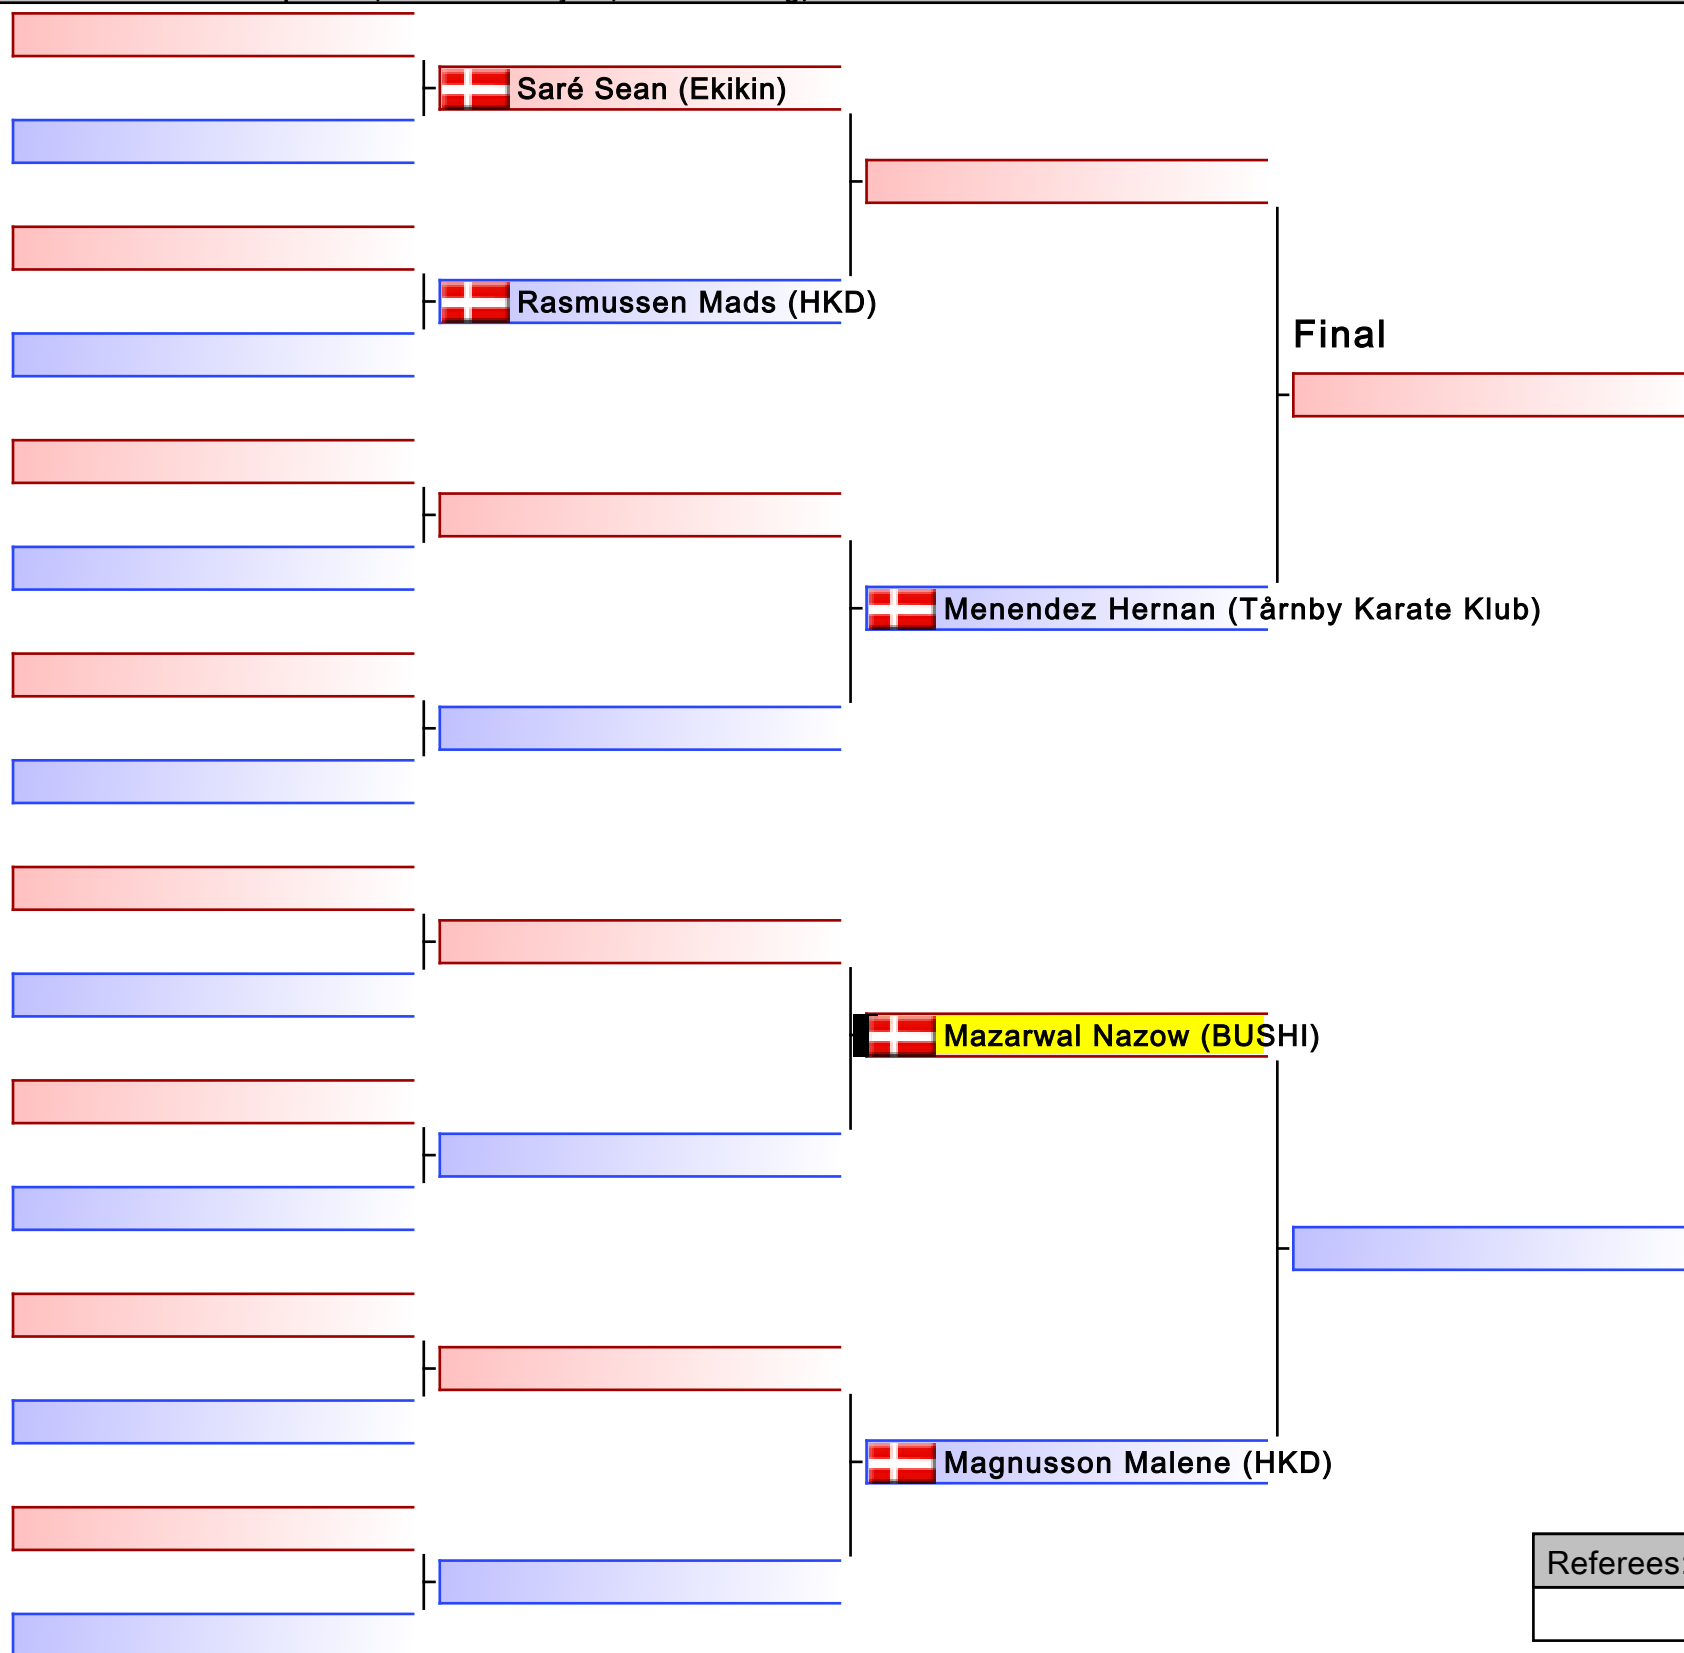 Saré Sean (Ekikin)
Rasmussen Mads (HKD)
Final
Menendez Hernan (Tårnby Karate Klub)
Mazarwal Nazow (BUSHI)
Magnusson Malene (HKD)
Referees: